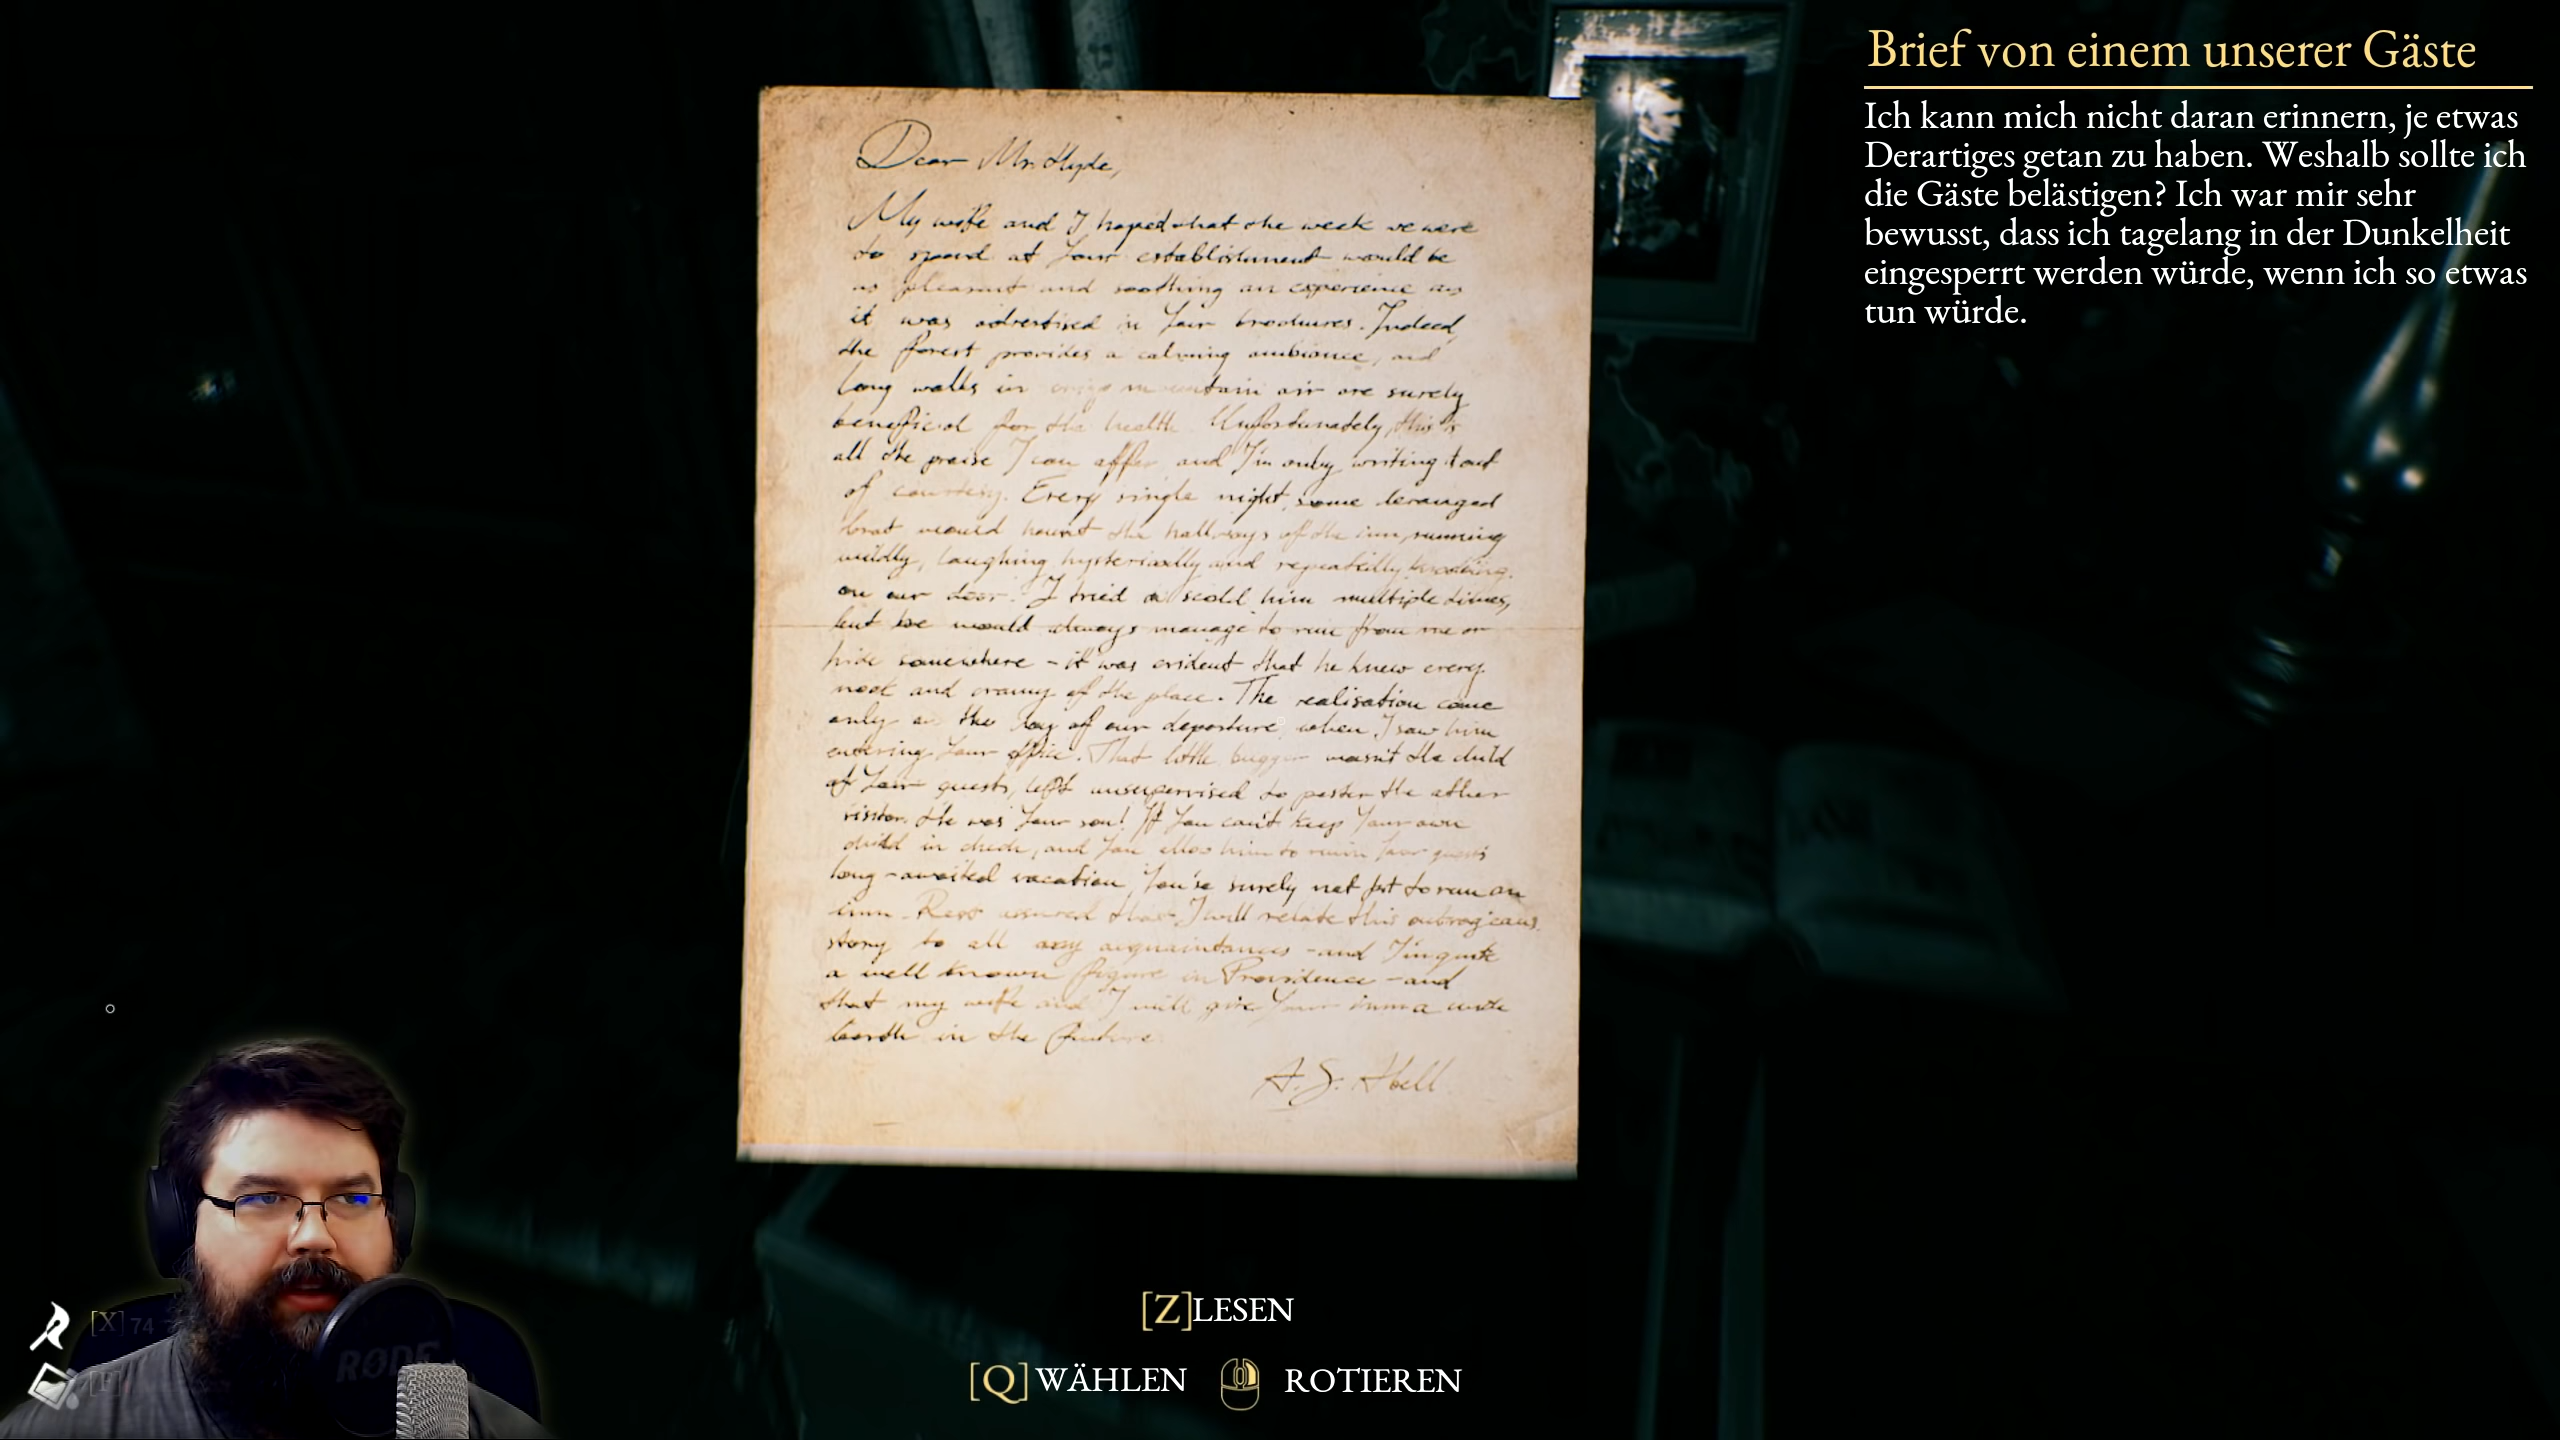 Brief von einem unserer Gäste
Ich kann mich nicht daran erinnern, je etwas
Derartiges getan zu haben. Weshalb sollte ich
die Gäste belästigen? Ich war mir sehr
bewusst, dass ich tagelang in der Dunkelheit
eingesperrt werden würde, wenn ich so etwas
tun würde.
Dear Mr. Hyde,
My wife and I hoped that the week we were
to spend at Your establishment would be
as pleasant and soothing an experience as
it was advertised in Your brochures. Indeed,
the forest provides a calming ambiance, and
long walks in mountain air are surely
beneficial for the health. Unfortunately, this is
all the praise I can offer and I'm only writing it out
of courtesy. Every single night, some deranged
brat would haunt the hallways of the inn, running
wildly, laughing hysterically and repeatedly knocking
on our door. I tried to scold him multiple times,
but he would always manage to run from me or
hide somewhere - it was evident that he knew every
nook and cranny of the place. The realisation came
only on the day of our departure, when I saw him
entering Your office. That little bugger wasn't the child
of Your guests, left unsupervised to pester the other
visitors. He was Your son! If You can't keep Your own
child in check, and You allow him to ruin Your guests
long-awaited vacation, You're surely not fit to run an
inn. Rest assured that I will relate this outrageous
story to all my acquaintances - and I'm quite
a well known figure in Providence - and
that my wife and I will give Your inn a wide
berth in the future.
A. S. Abell
[Z] LESEN
[Q] WÄHLEN ROTIEREN
[X] 74
[F]
RØDE